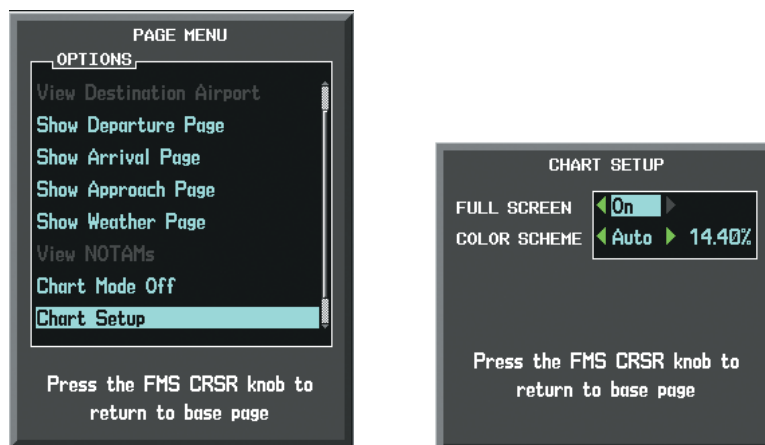 PAGE MENU
OPTIONS
View Destination Airport
Show Departure Page
Show Arrival Page
Show Approach Page
Show Weather Page
View NOTAMs
Chart Mode Off
Chart Setup
Press the FMS CRSR knob to
return to base page
CHART SETUP
FULL SCREEN On
COLOR SCHEME Auto 14.40%
Press the FMS CRSR knob to
return to base page